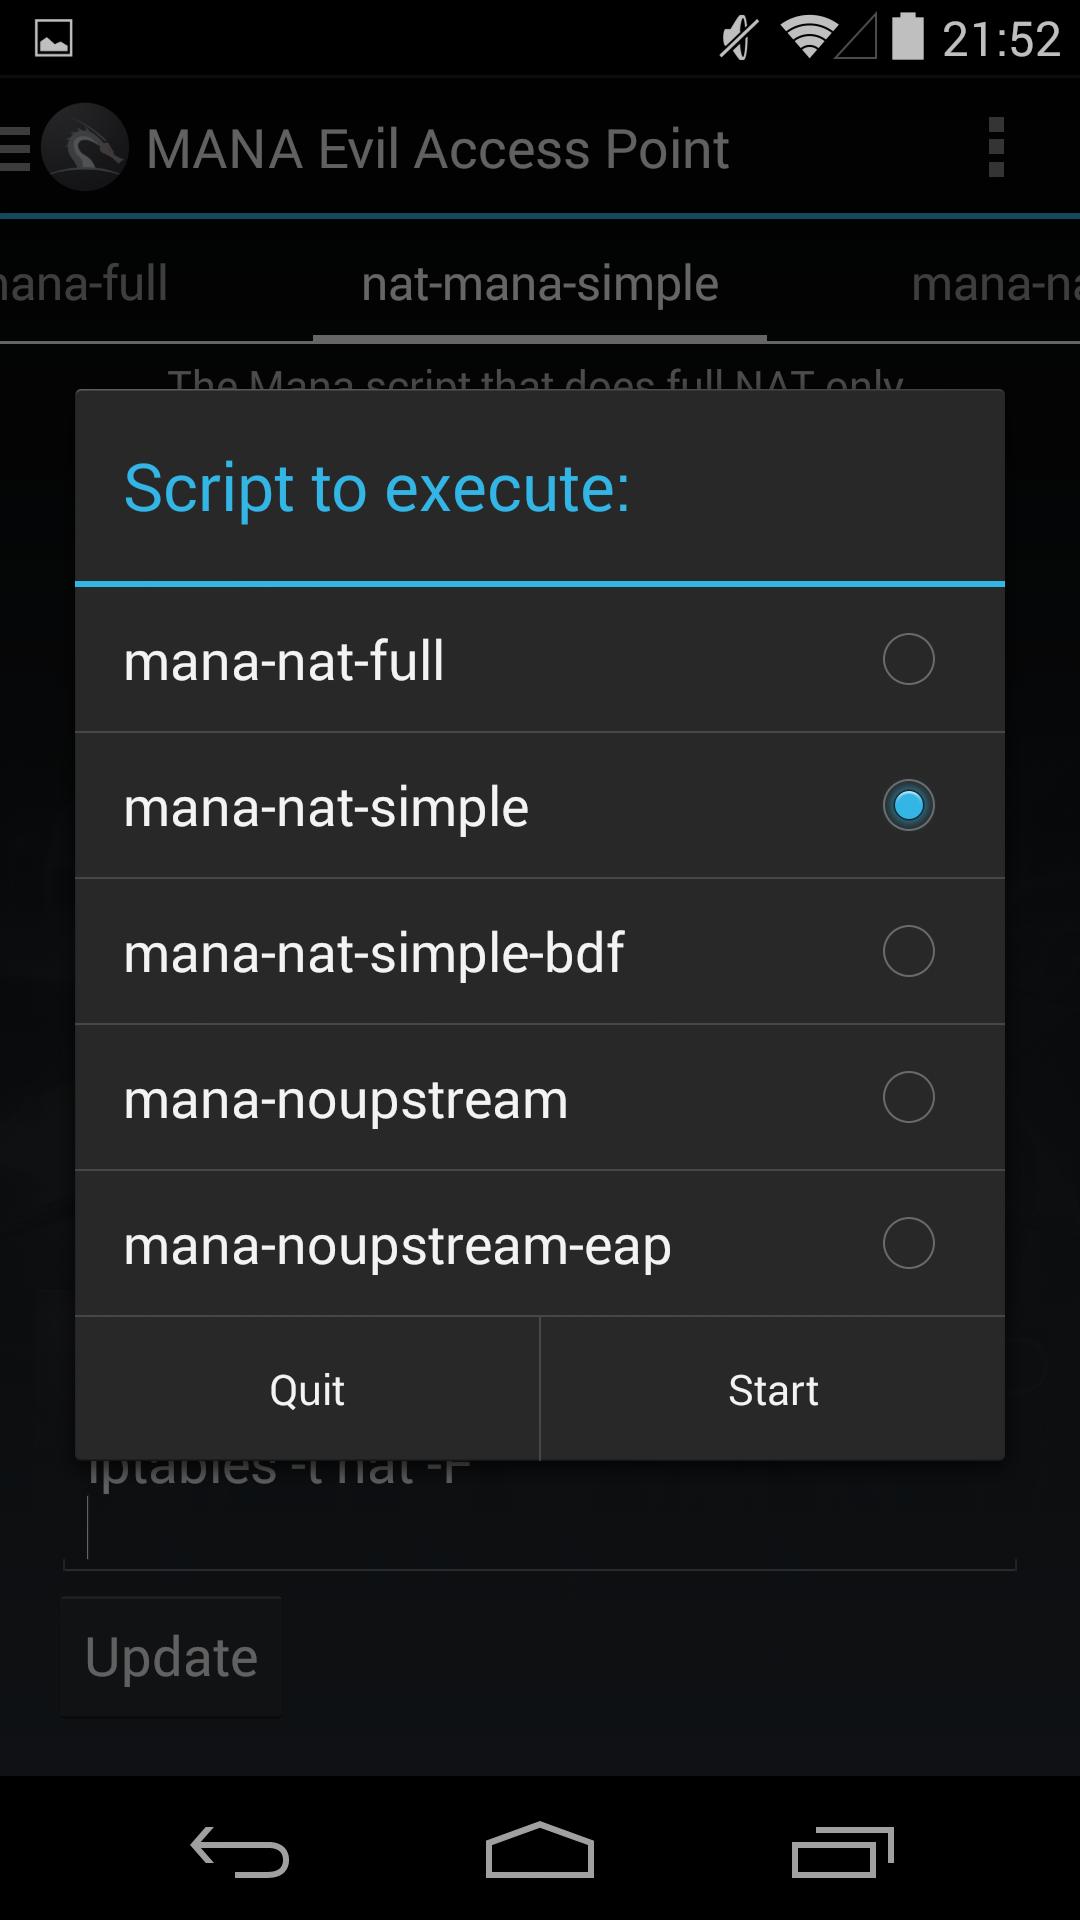 21:52
MANA Evil Access Point
mana-full
nat-mana-simple
mana-na
The Mana script that does full NAT only
Script to execute:
mana-nat-full
mana-nat-simple
mana-nat-simple-bdf
mana-noupstream
mana-noupstream-eap
Quit
Start
iptables -t nat -F
Update